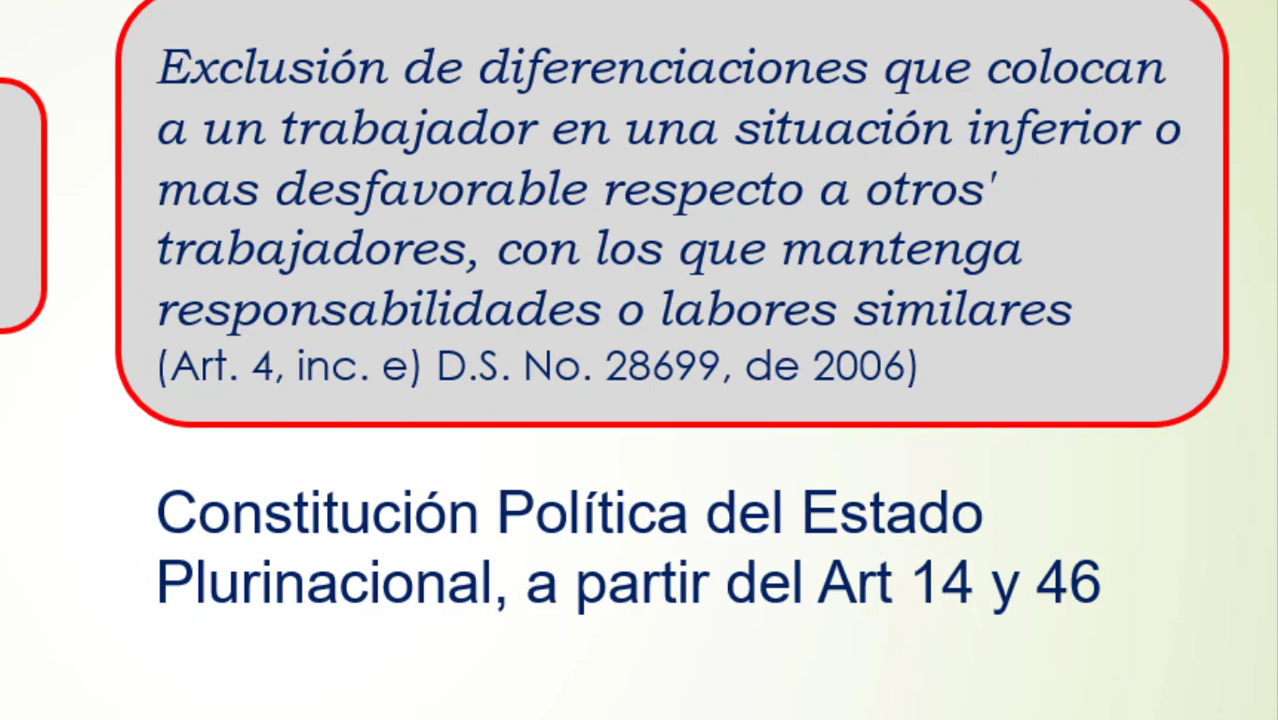 Exclusión de diferenciaciones que colocan
a un trabajador en una situación inferior o
mas desfavorable respecto a otros'
trabajadores, con los que mantenga
responsabilidades o labores similares
(Art. 4, inc. e) D.S. No. 28699, de 2006)
Constitución Política del Estado
Plurinacional, a partir del Art 14 y 46